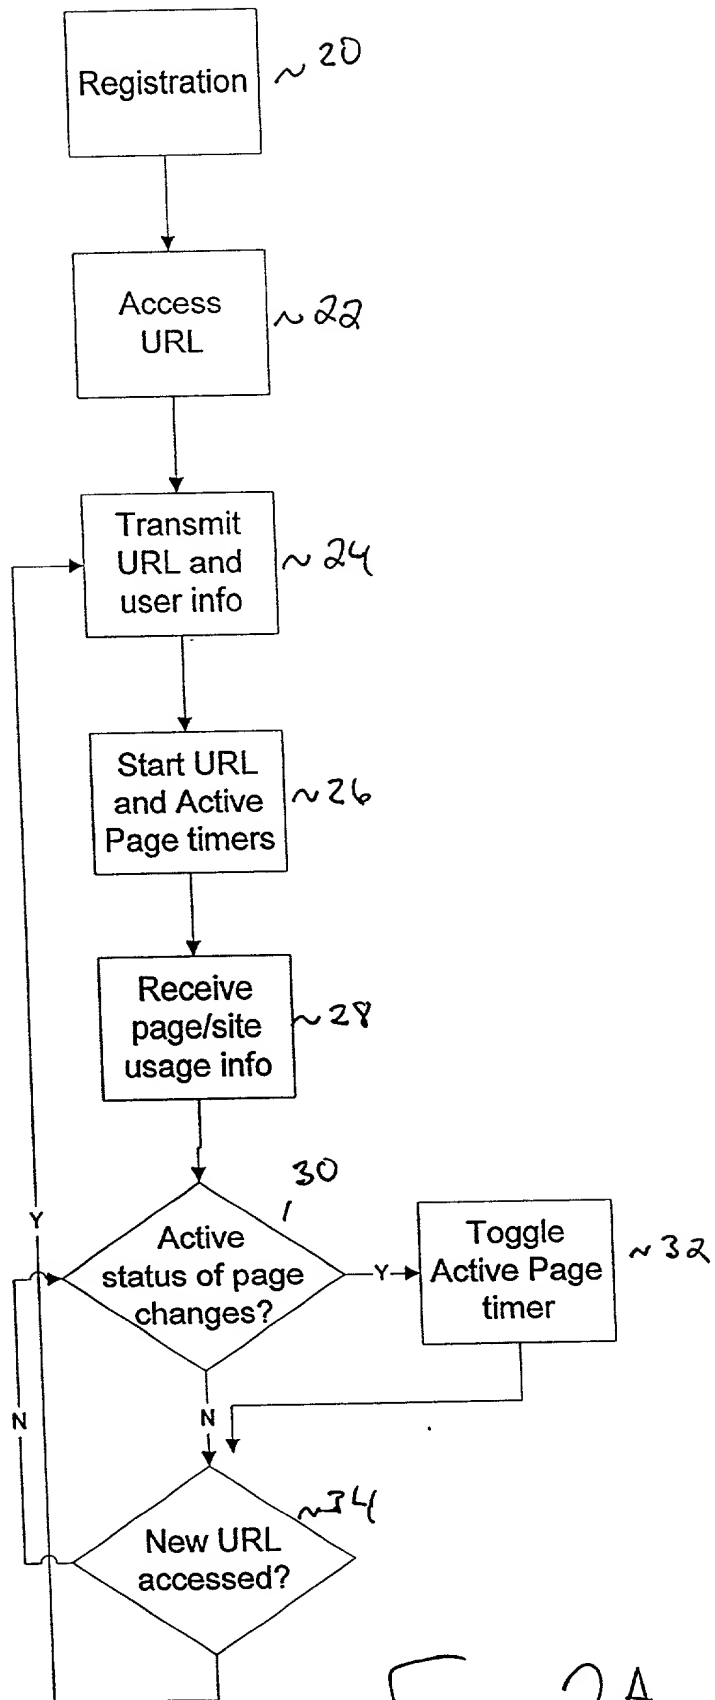 Registration
~20
Access
URL
~22
Transmit
URL and
user info
~24
Start URL
and Active
Page timers
~26
Receive
page/site
usage info
~28
30
Active
status of page
changes?
Y
Y
Toggle
Active Page
timer
~32
N
N
~34
New URL
accessed?
2A